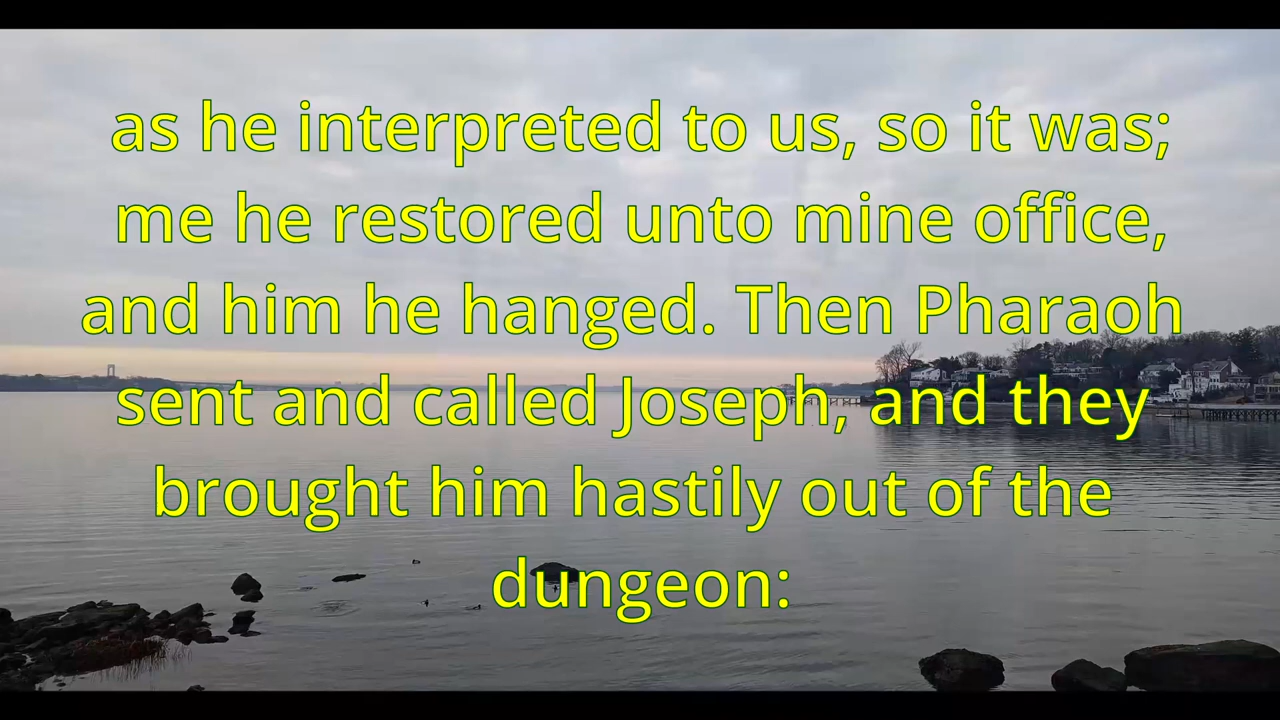 as he interpreted to us, so it was;
me he restored unto mine office,
and him he hanged. Then Pharaoh
sent and called Joseph, and they
brought him hastily out of the
dungeon: